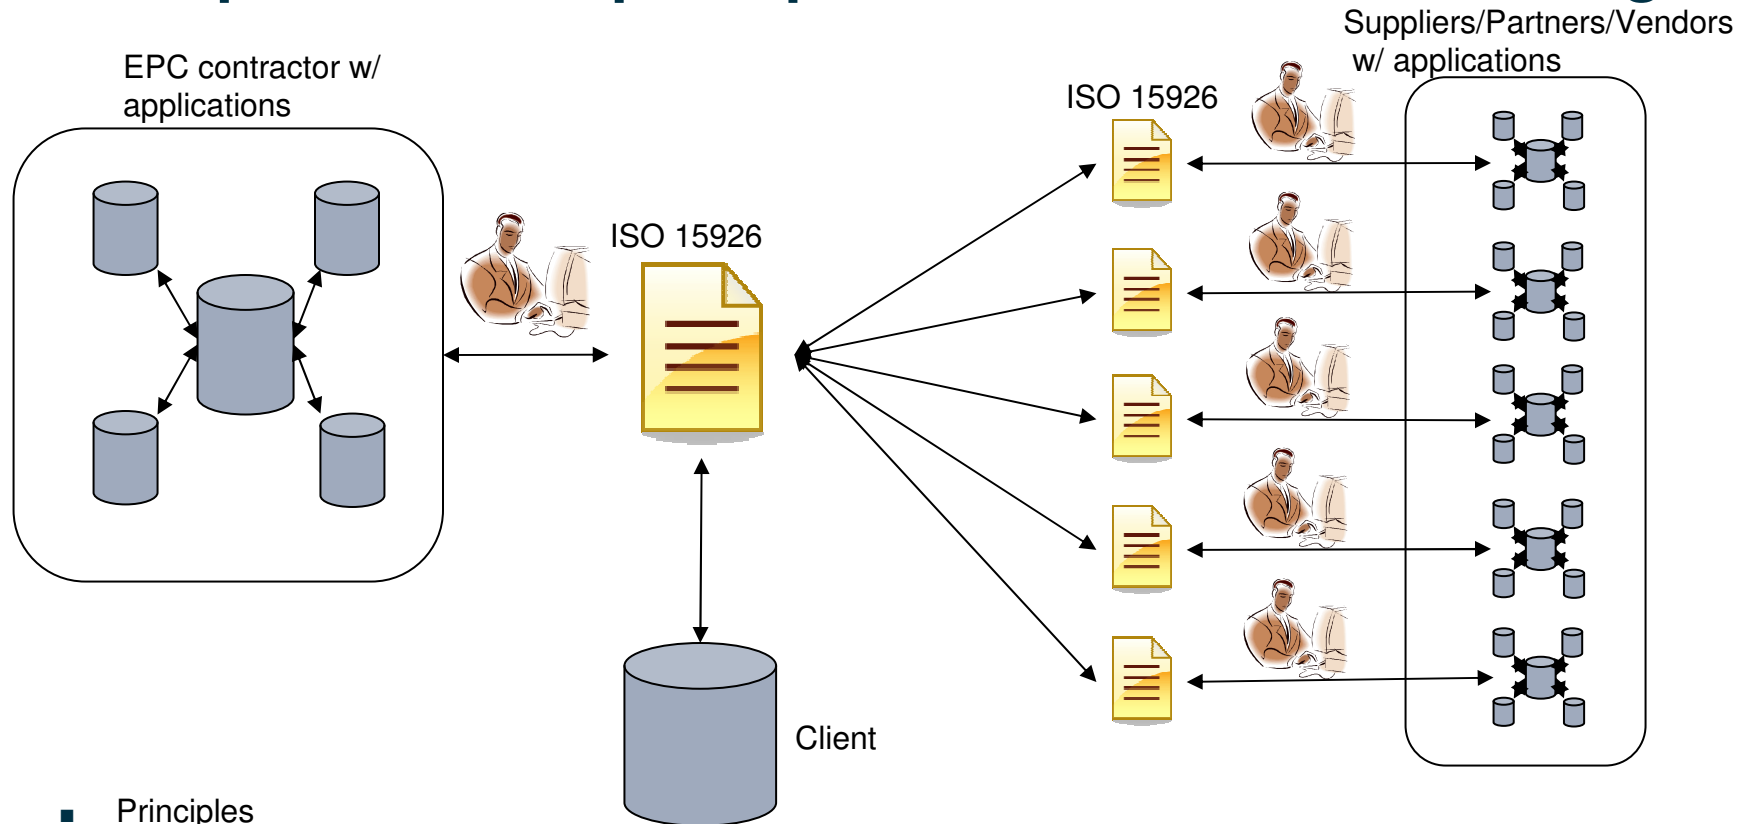 Suppliers/Partners/Vendors
w/ applications
EPC contractor w/
applications
ISO 15926
ISO 15926
Client
Principles